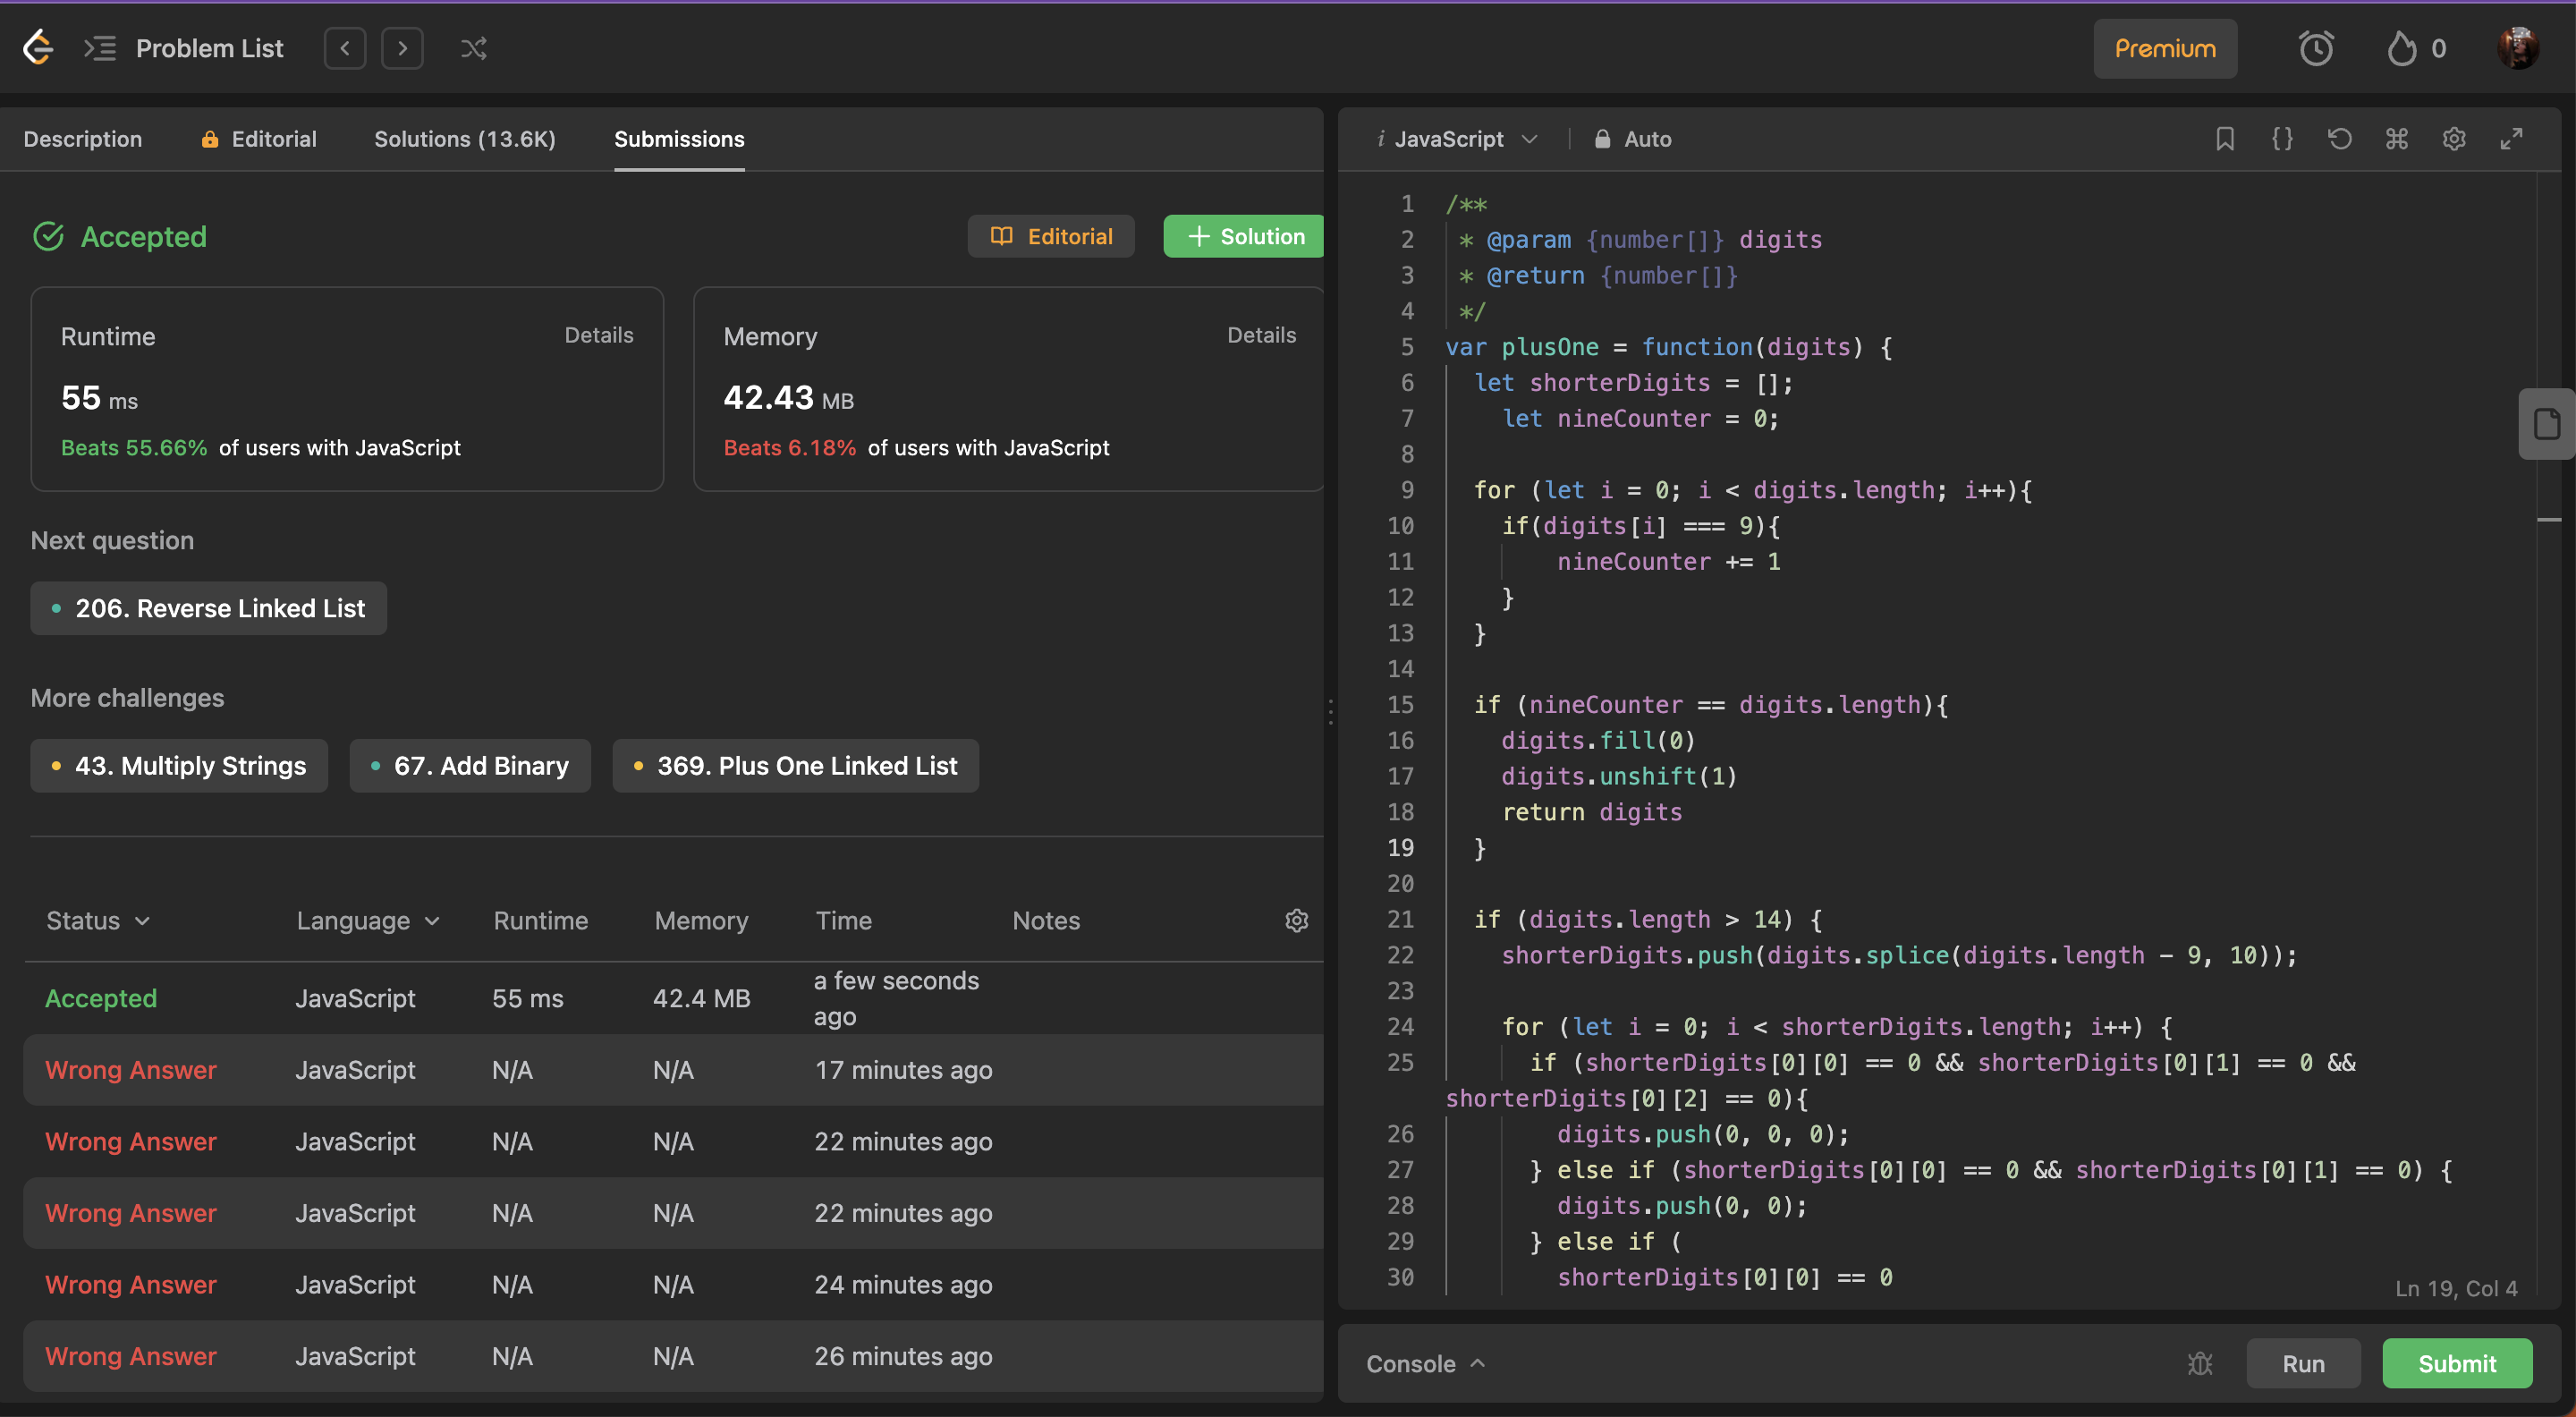 Problem List
Premium
0
Description
Editorial
Solutions (13.6K)
Submissions
Accepted
Editorial
+ Solution
Runtime
Details
55 ms
Beats 55.66% of users with JavaScript
Memory
Details
42.43 MB
Beats 6.18% of users with JavaScript
Next question
206. Reverse Linked List
More challenges
43. Multiply Strings
67. Add Binary
369. Plus One Linked List
Status Language Runtime Memory Time Notes
Accepted JavaScript 55 ms 42.4 MB a few seconds
ago
Wrong Answer JavaScript N/A N/A 17 minutes ago
Wrong Answer JavaScript N/A N/A 22 minutes ago
Wrong Answer JavaScript N/A N/A 22 minutes ago
Wrong Answer JavaScript N/A N/A 24 minutes ago
Wrong Answer JavaScript N/A N/A 26 minutes ago
i JavaScript
Auto
1 /**
2  * @param {number[]} digits
3  * @return {number[]}
4  */
5 var plusOne = function(digits) {
6   let shorterDigits = [];
7     let nineCounter = 0;
8
9   for (let i = 0; i < digits.length; i++){
10     if(digits[i] === 9){
11         nineCounter += 1
12     }
13   }
14
15   if (nineCounter == digits.length){
16     digits.fill(0)
17     digits.unshift(1)
18     return digits
19   }
20
21   if (digits.length > 14) {
22     shorterDigits.push(digits.splice(digits.length - 9, 10));
23
24     for (let i = 0; i < shorterDigits.length; i++) {
25       if (shorterDigits[0][0] == 0 && shorterDigits[0][1] == 0 &&
shorterDigits[0][2] == 0){
26         digits.push(0, 0, 0);
27       } else if (shorterDigits[0][0] == 0 && shorterDigits[0][1] == 0) {
28         digits.push(0, 0);
29       } else if (
30         shorterDigits[0][0] == 0
Ln 19, Col 4
Console
Run
Submit